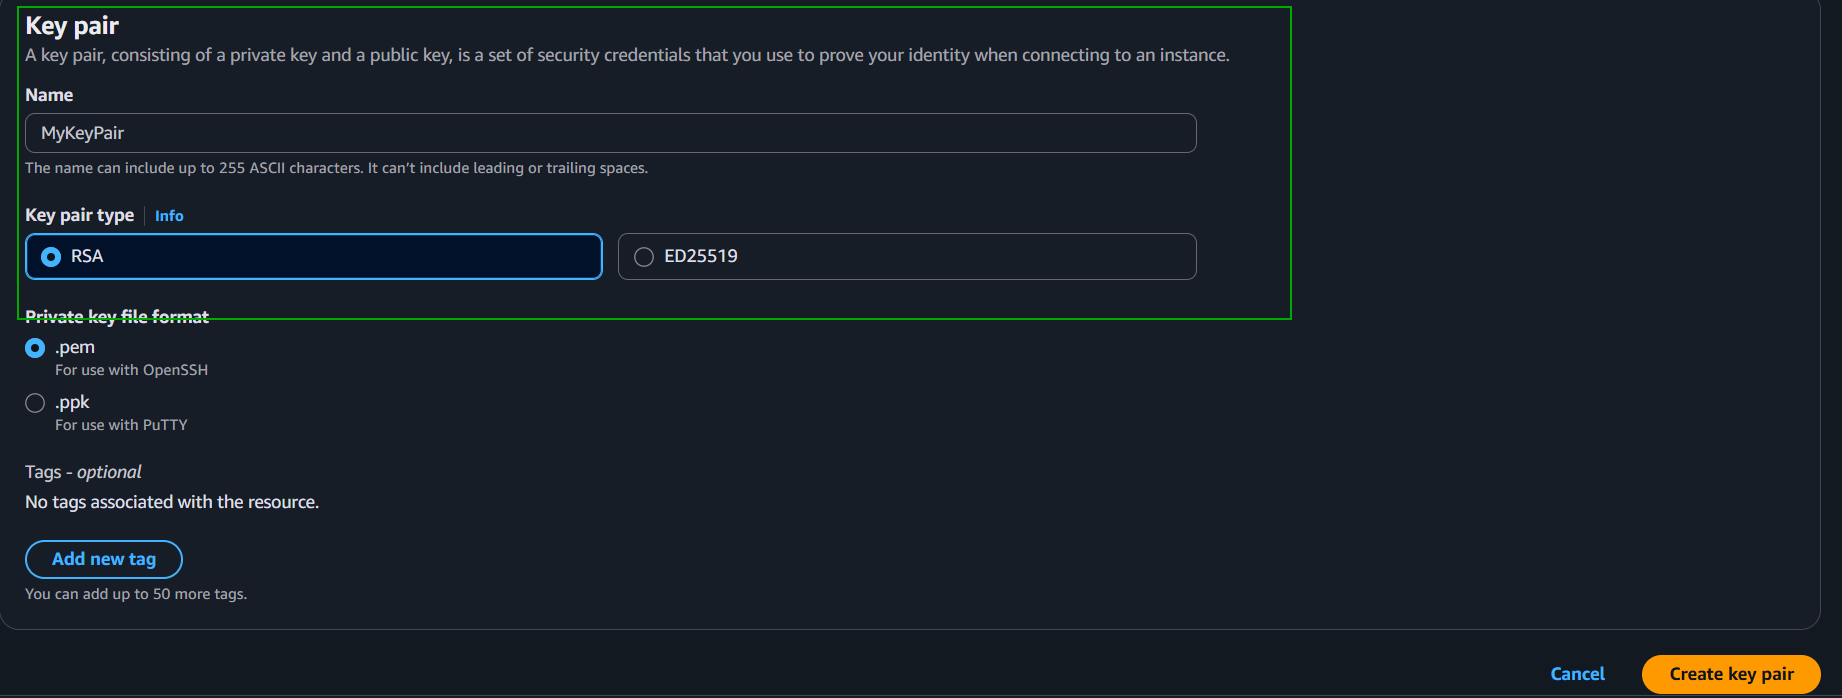 Key pair
A key pair, consisting of a private key and a public key, is a set of security credentials that you use to prove your identity when connecting to an instance.
Name
MyKeyPair
The name can include up to 255 ASCII characters. It can't include leading or trailing spaces.
Key pair type Info
RSA ED25519
Private key file format
.pem
For use with OpenSSH
.ppk
For use with PuTTY
Tags - optional
No tags associated with the resource.
Add new tag
You can add up to 50 more tags.
Cancel Create key pair